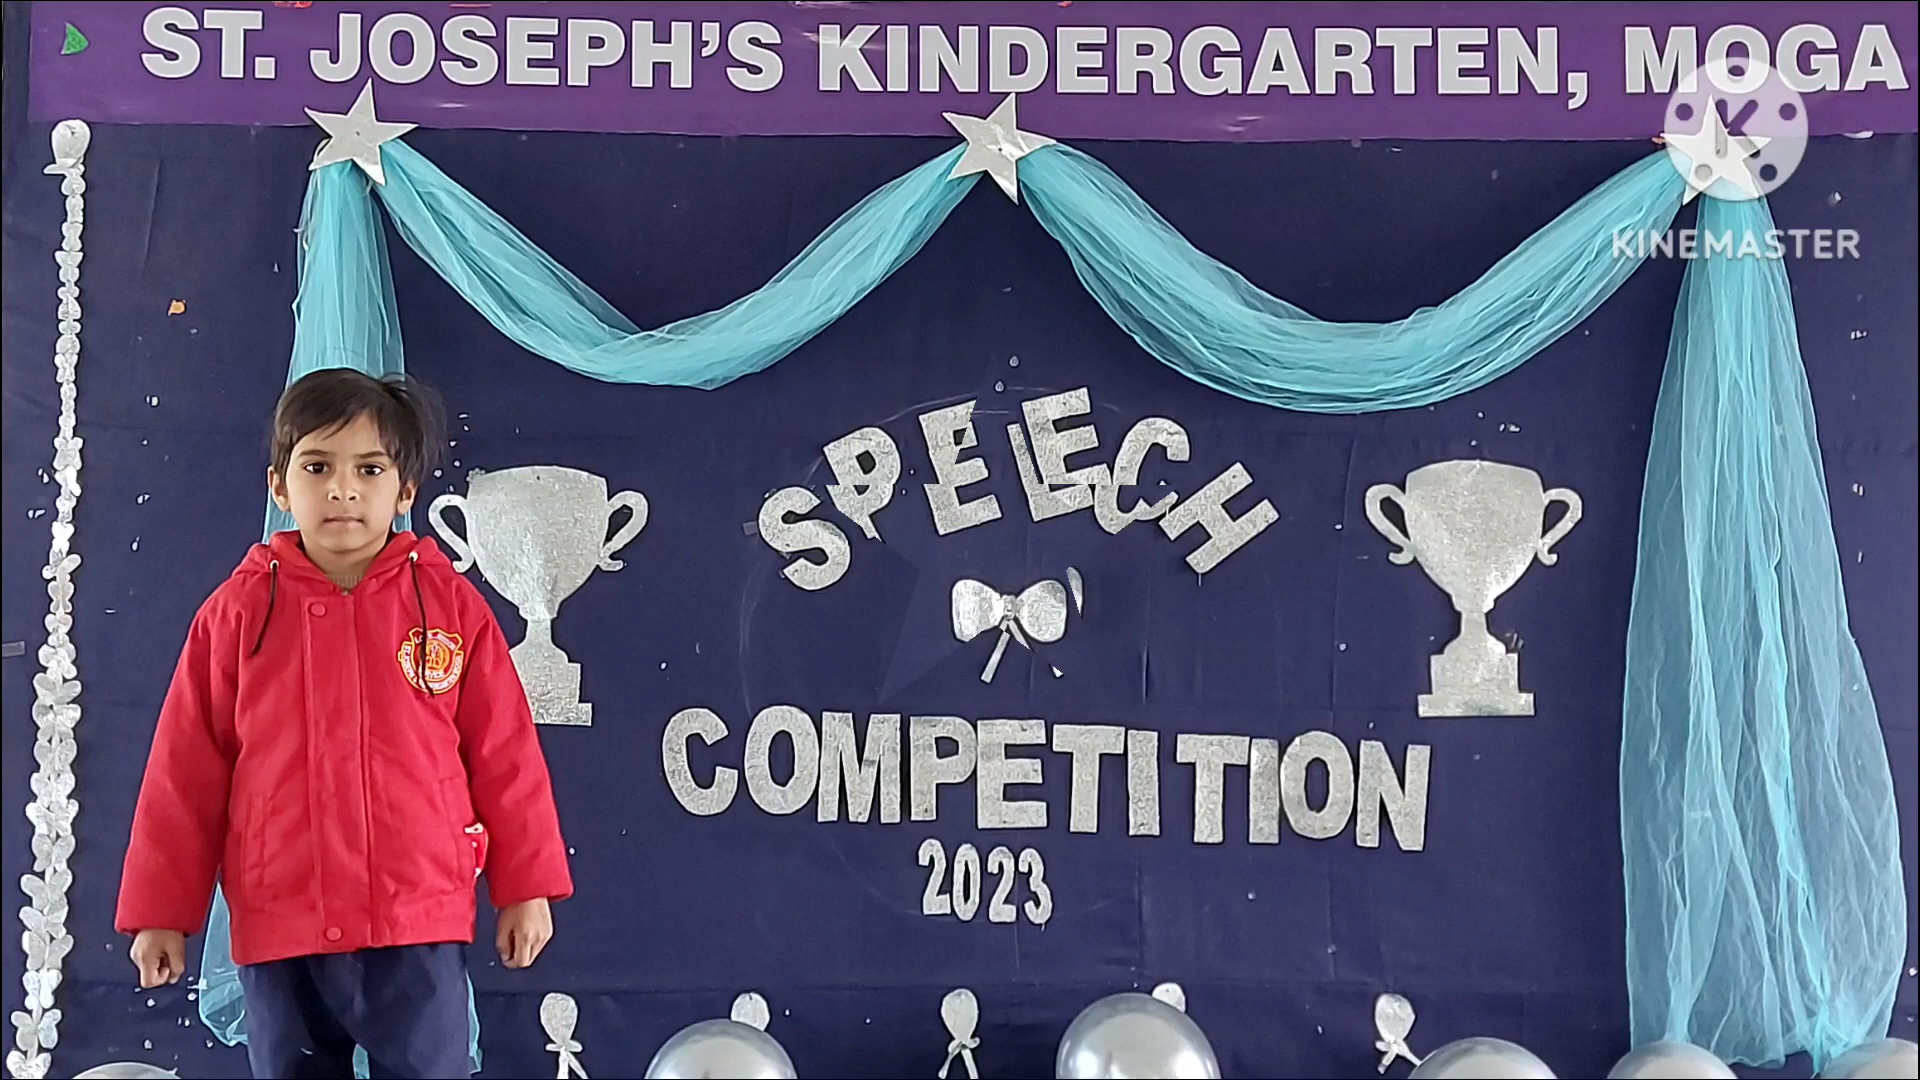 ST. JOSEPH'S KINDERGARTEN, MOGA
KINEMASTER
SPEECH
COMPETITION
2023